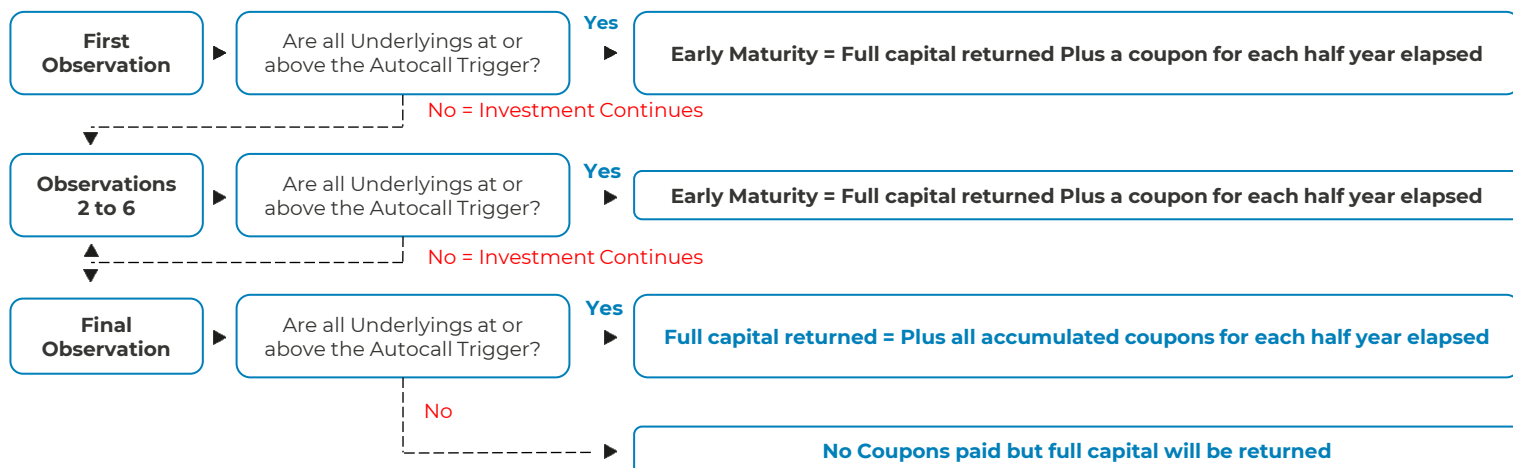 First
Observation
Are all Underlyings at or
above the Autocall Trigger?
Yes
Early Maturity = Full capital returned Plus a coupon for each half year elapsed
No = Investment Continues
Observations
2 to 6
Are all Underlyings at or
above the Autocall Trigger?
Yes
Early Maturity = Full capital returned Plus a coupon for each half year elapsed
No = Investment Continues
Final
Observation
Are all Underlyings at or
above the Autocall Trigger?
Yes
Full capital returned = Plus all accumulated coupons for each half year elapsed
No
No Coupons paid but full capital will be returned